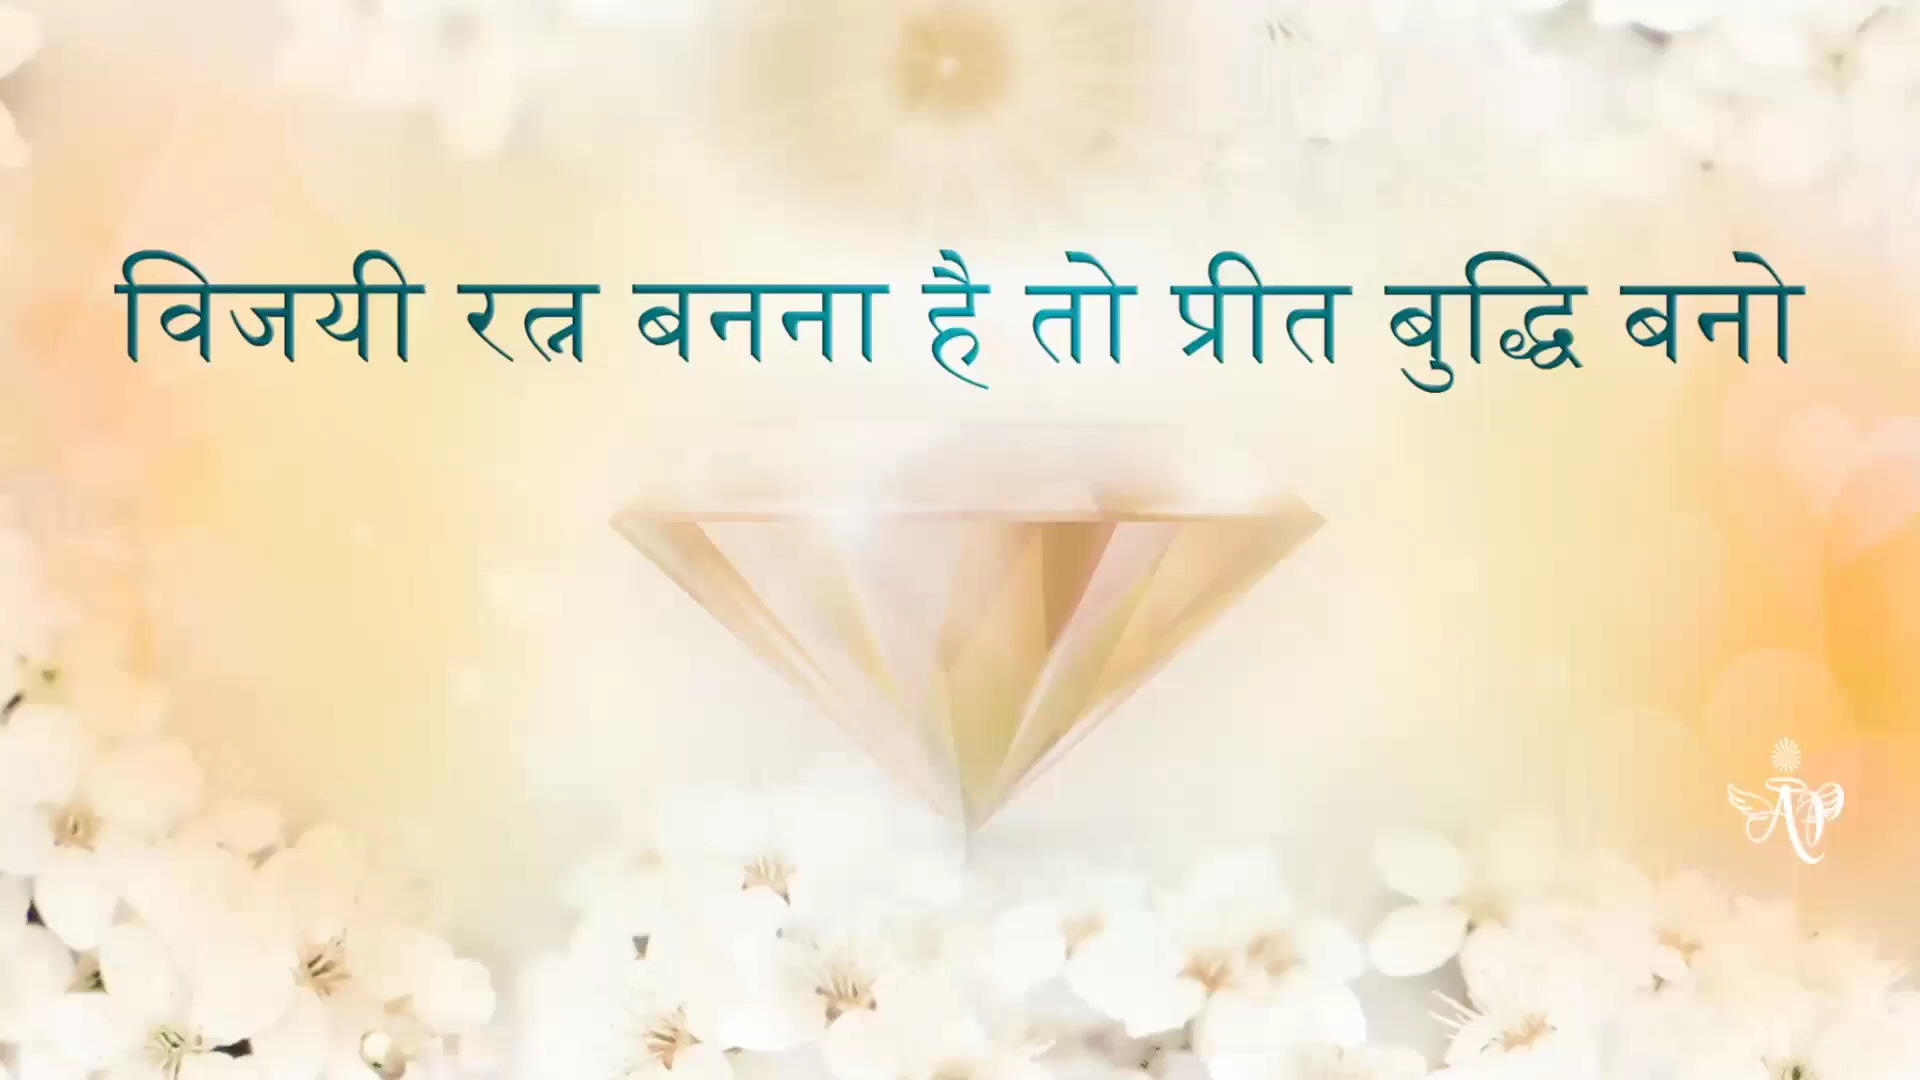 विजयी रत्न बनना है तो प्रीत बुद्धि बनो